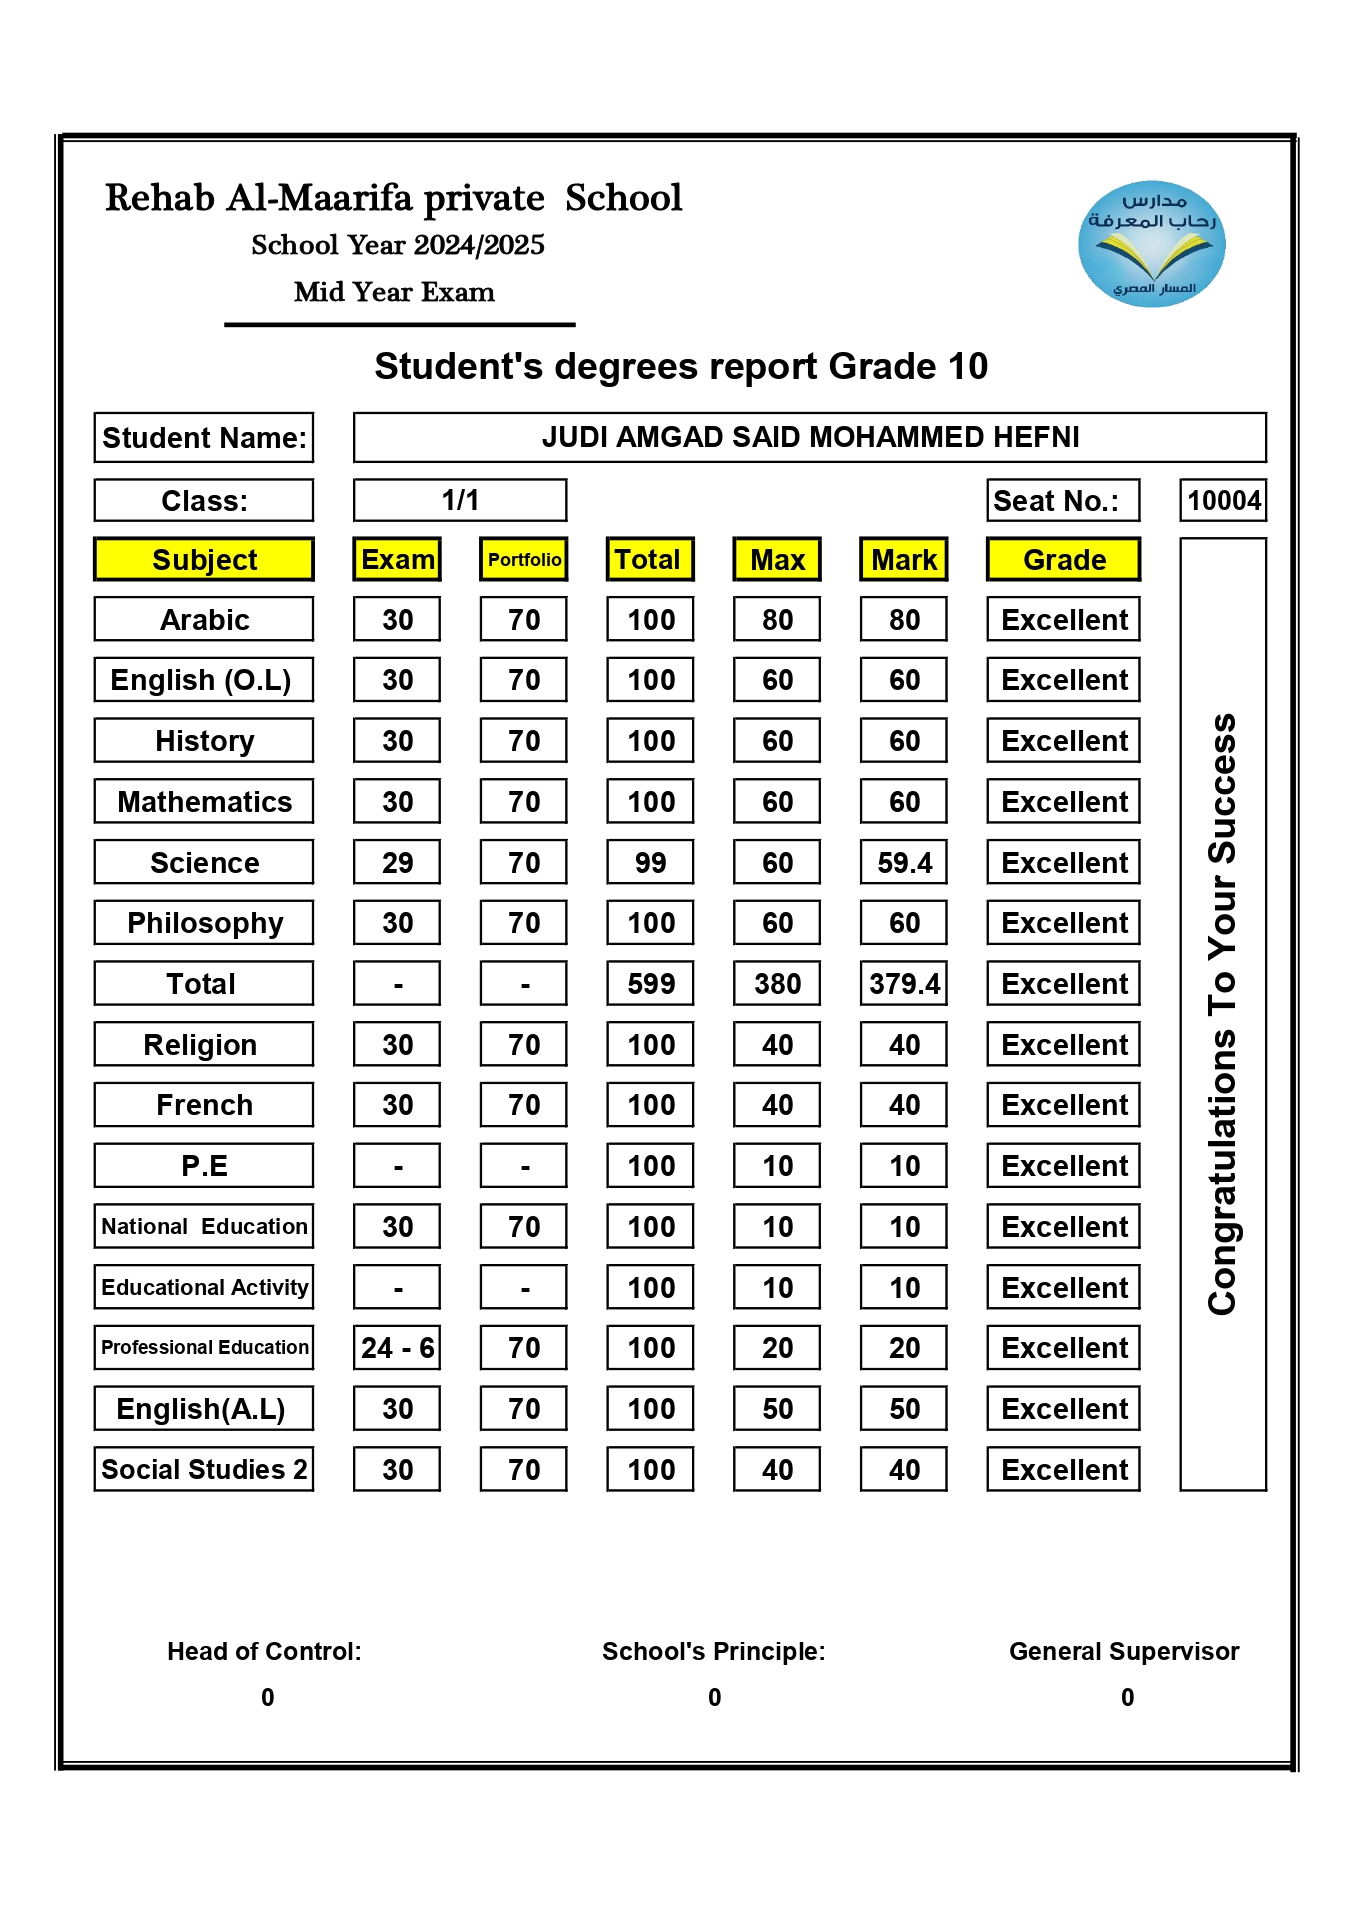 Rehab Al-Maarifa private School
School Year 2024/2025
Mid Year Exam
مدارس
رحاب المعرفة
المسار المصري
Student's degrees report Grade 10
Student Name: JUDI AMGAD SAID MOHAMMED HEFNI
Class: 1/1 Seat No.: 10004
Subject Exam Portfolio Total Max Mark Grade
Arabic 30 70 100 80 80 Excellent
English (O.L) 30 70 100 60 60 Excellent
History 30 70 100 60 60 Excellent
Mathematics 30 70 100 60 60 Excellent
Science 29 70 99 60 59.4 Excellent
Philosophy 30 70 100 60 60 Excellent
Total - - 599 380 379.4 Excellent
Religion 30 70 100 40 40 Excellent
French 30 70 100 40 40 Excellent
P.E - - 100 10 10 Excellent
National Education 30 70 100 10 10 Excellent
Educational Activity - - 100 10 10 Excellent
Professional Education 24 - 6 70 100 20 20 Excellent
English(A.L) 30 70 100 50 50 Excellent
Social Studies 2 30 70 100 40 40 Excellent
Congratulations To Your Success
Head of Control: School's Principle: General Supervisor
0 0 0